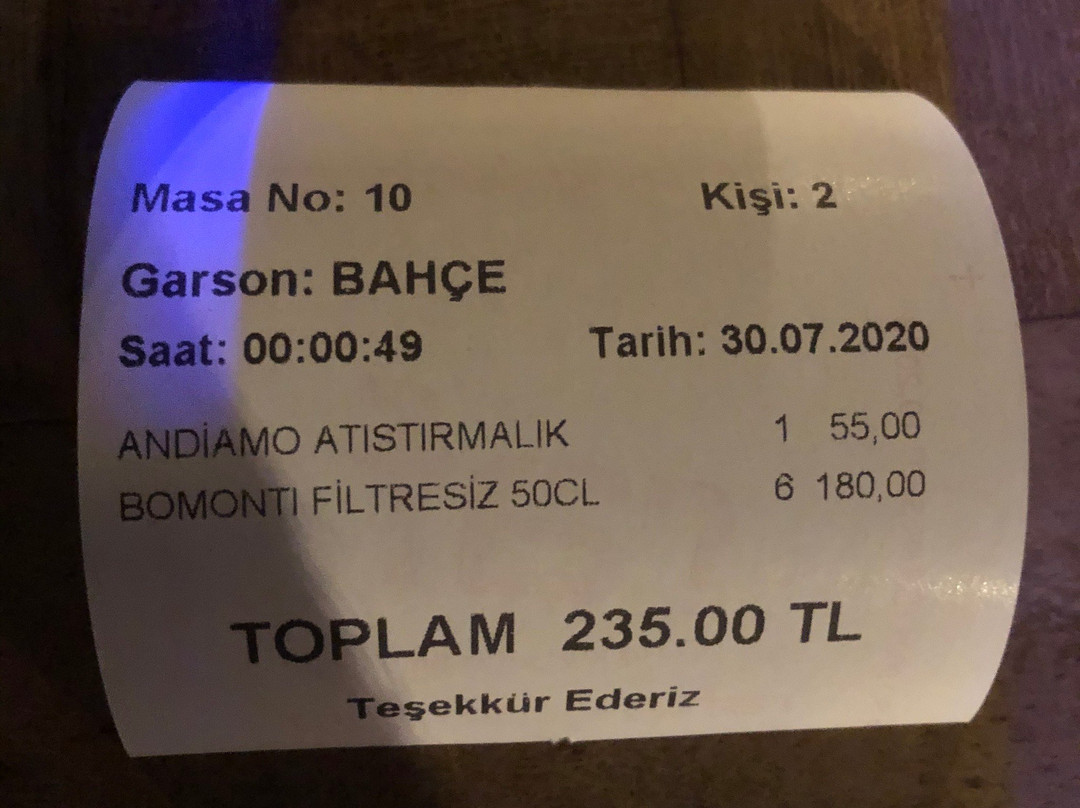 Masa No: 10 Kişi: 2
Garson: BAHÇE
Saat: 00:00:49 Tarih: 30.07.2020
ANDİAMO ATISTIRMALIK 1 55,00
BOMONTI FİLTRESİZ 50CL 6 180,00
TOPLAM 235.00 TL
Teşekkür Ederiz